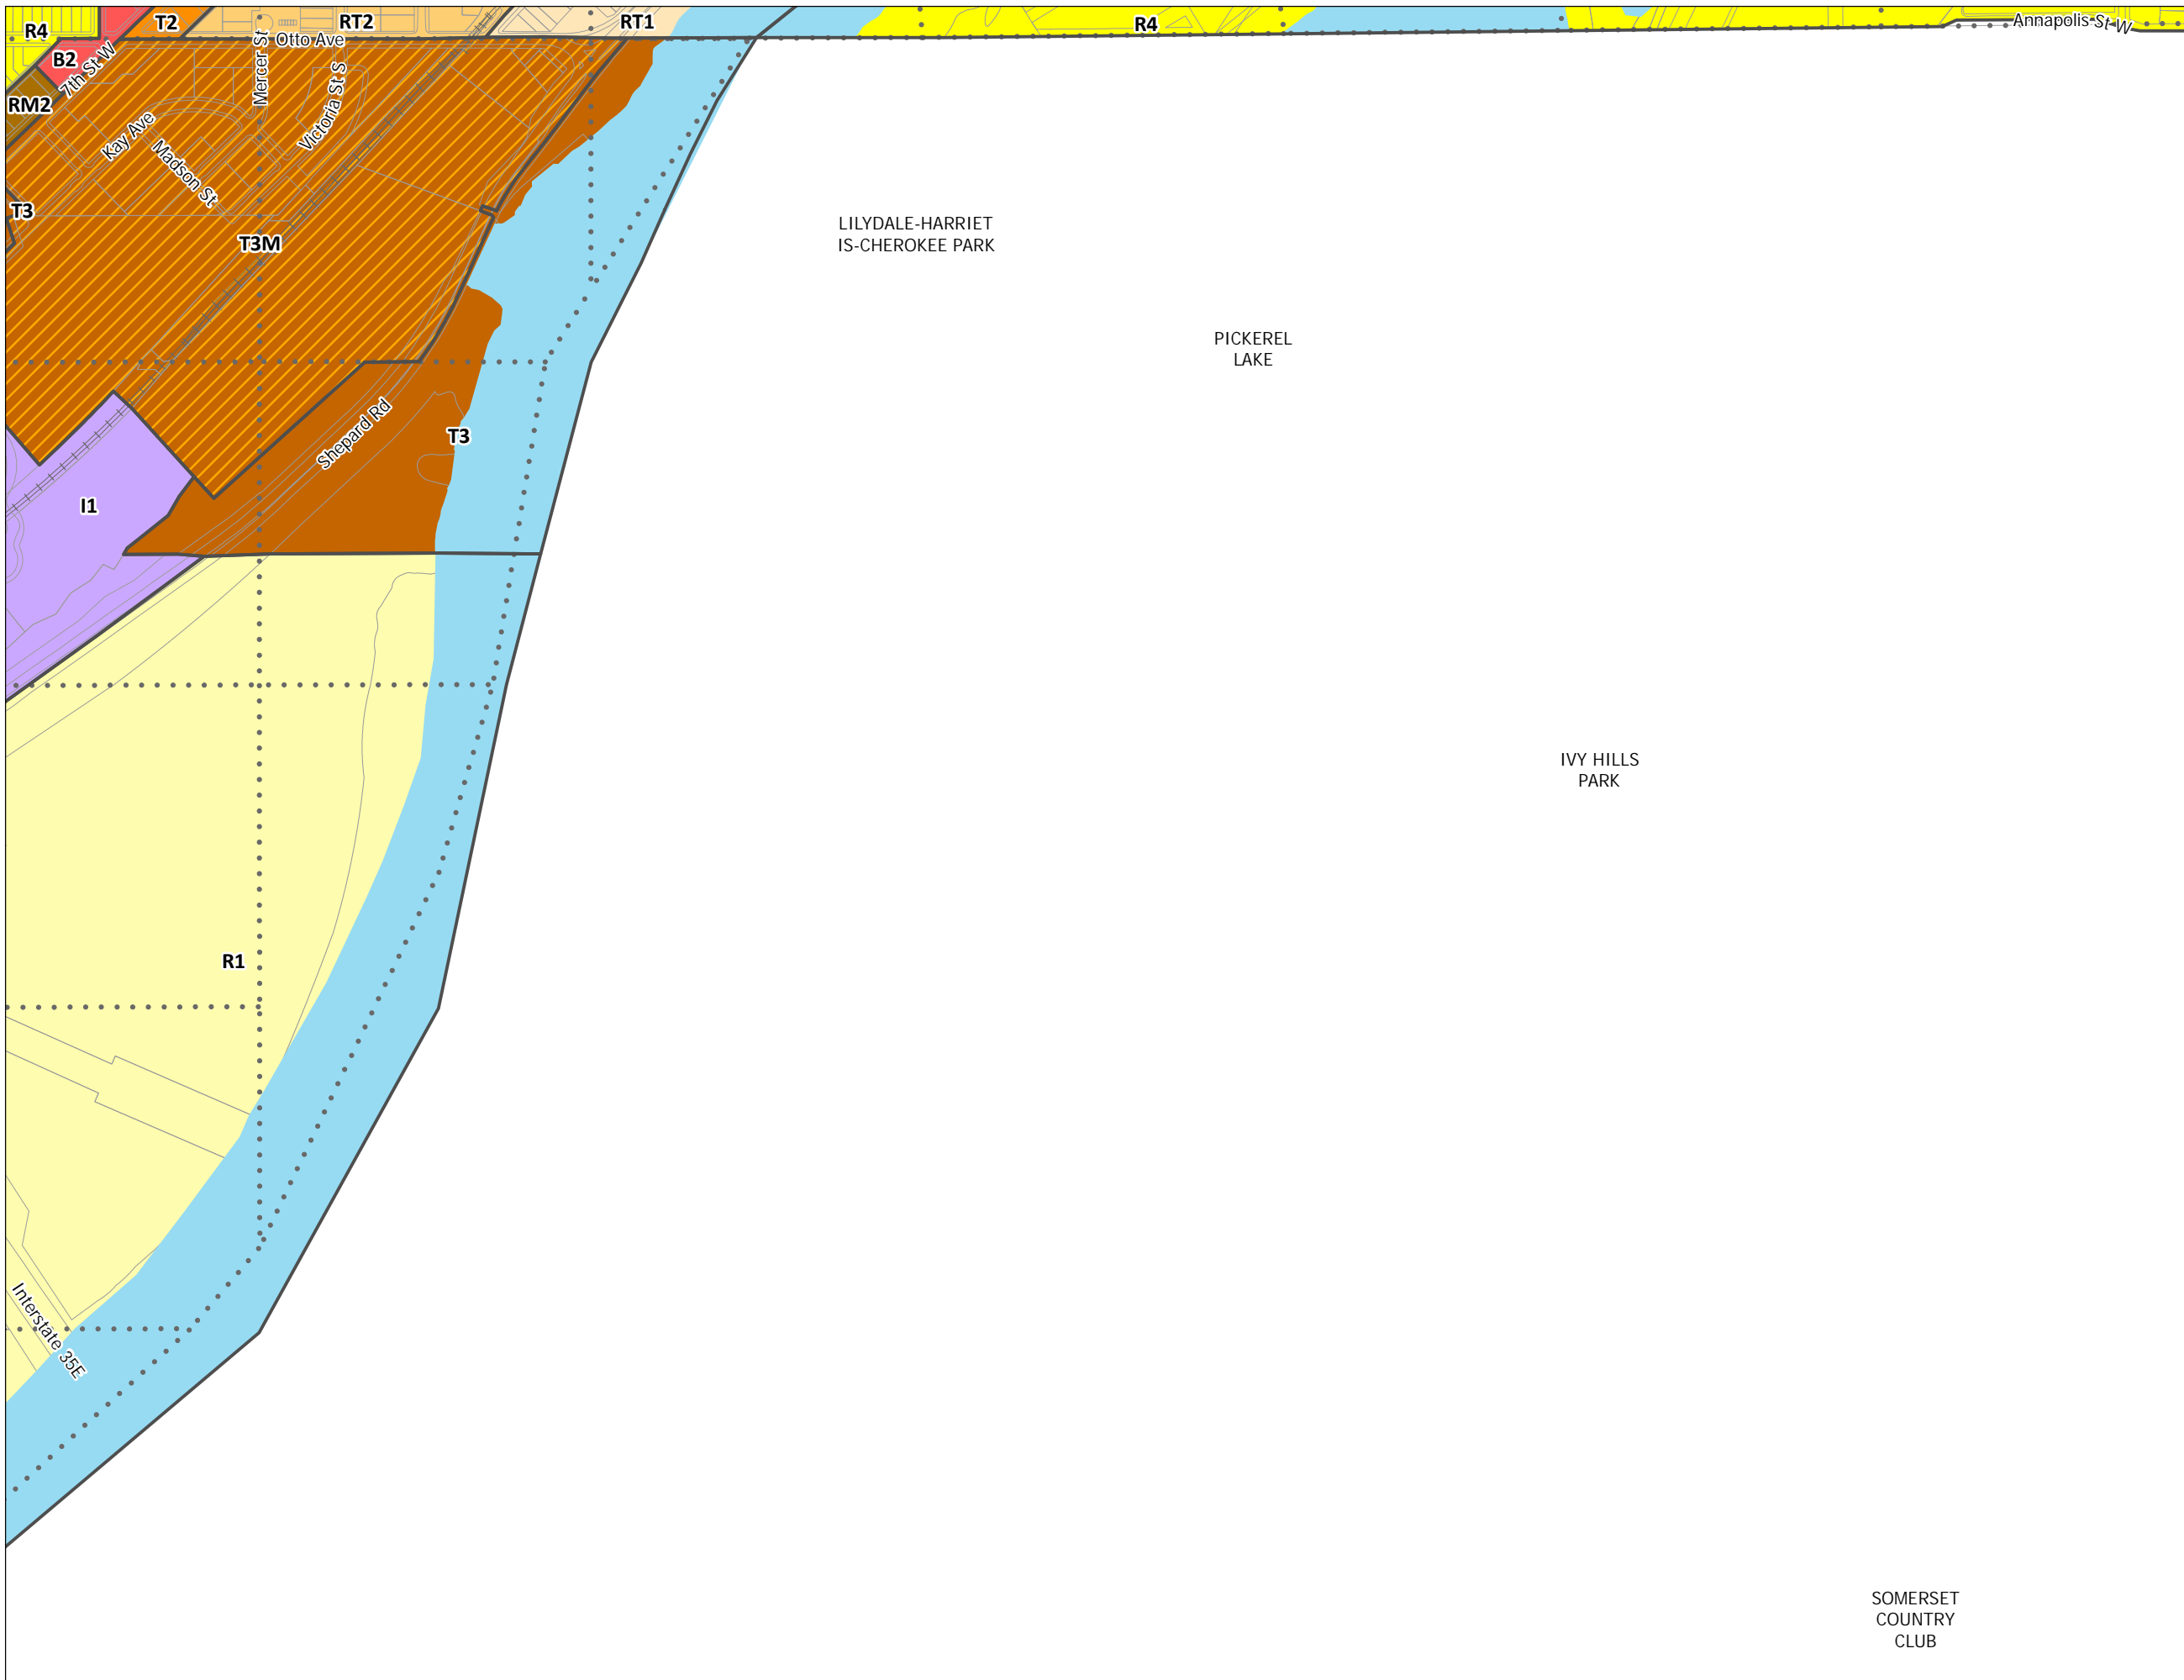 R4
T2
RT2
RT1
R4
Annapolis St W
Otto Ave
B2
7th St W
Mercer St
Victoria St S
RM2
Kay Ave
Madson St
T3
T3M
LILYDALE-HARRIET
IS-CHEROKEE PARK
PICKEREL
LAKE
Shepard Rd
T3
I1
IVY HILLS
PARK
R1
Interstate 35E
SOMERSET
COUNTRY
CLUB